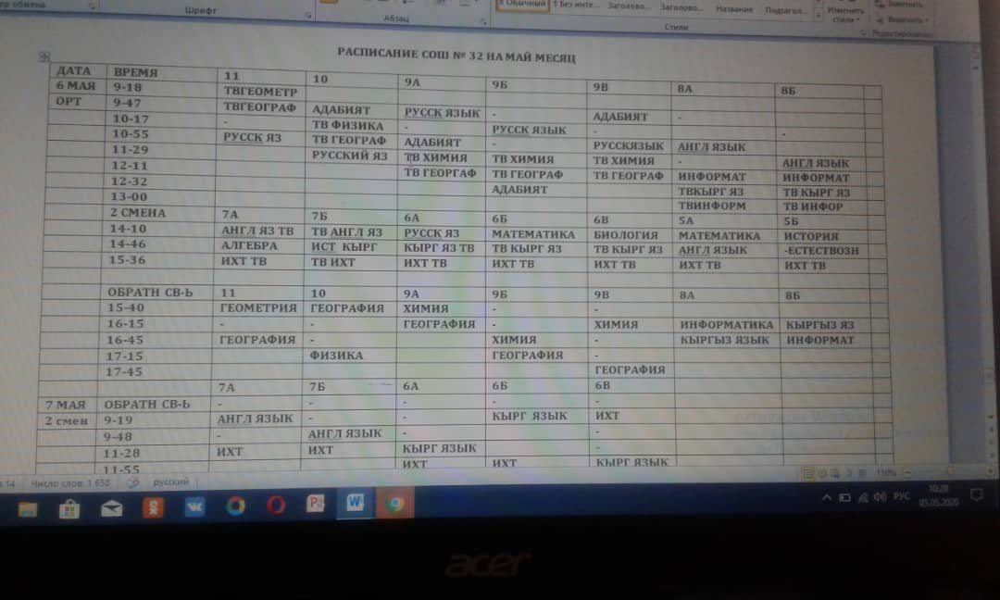 Шрифт
Абзац
Стили
Редактирование
Обычный
Без инте...
Заголово...
Заголово...
Название
Подзагол...
Изменить стили
Заменить
Выделить
РАСПИСАНИЕ СОШ № 32 НА МАЙ МЕСЯЦ
ДАТА ВРЕМЯ 11 10 9А 9Б 9В 8А 8Б
6 МАЯ 9-18 ТВГЕОМЕТР
ОРТ 9-47 ТВГЕОГРАФ АДАБИЯТ РУССК ЯЗЫК - АДАБИЯТ -
10-17 - ТВ ФИЗИКА - РУССК ЯЗЫК - -
10-55 РУССК ЯЗ ТВ ГЕОГРАФ АДАБИЯТ - РУССКЯЗЫК АНГЛ ЯЗЫК
11-29 РУССКИЙ ЯЗ ТВ ХИМИЯ ТВ ХИМИЯ ТВ ХИМИЯ - АНГЛ ЯЗЫК
12-11 ТВ ГЕОРГАФ ТВ ГЕОГРАФ ТВ ГЕОГРАФ ИНФОРМАТ ИНФОРМАТ
12-32 АДАБИЯТ ТВКЫРГ ЯЗ ТВ КЫРГ ЯЗ
13-00 ТВИНФОРМ ТВ ИНФОР
2 СМЕНА 7А 7Б 6А 6Б 6В 5А 5Б
14-10 АНГЛ ЯЗ ТВ ТВ АНГЛ ЯЗ РУССК ЯЗ МАТЕМАТИКА БИОЛОГИЯ МАТЕМАТИКА ИСТОРИЯ
14-46 АЛГЕБРА ИСТ КЫРГ КЫРГ ЯЗ ТВ ТВ КЫРГ ЯЗ ТВ КЫРГ ЯЗ АНГЛ ЯЗЫК -ЕСТЕСТВОЗН
15-36 ИХТ ТВ ТВ ИХТ ИХТ ТВ ИХТ ТВ ИХТ ТВ ИХТ ТВ ИХТ ТВ
ОБРАТН СВ-Ь 11 10 9А 9Б 9В 8А 8Б
15-40 ГЕОМЕТРИЯ ГЕОГРАФИЯ ХИМИЯ - -
16-15 - - ГЕОГРАФИЯ - ХИМИЯ ИНФОРМАТИКА КЫРГЫЗ ЯЗ
16-45 ГЕОГРАФИЯ - ХИМИЯ - КЫРГЫЗ ЯЗЫК ИНФОРМАТ
17-15 ФИЗИКА ГЕОГРАФИЯ -
17-45 ГЕОГРАФИЯ
7А 7Б 6А 6Б 6В
7 МАЯ ОБРАТН СВ-Ь - - - - -
2 смен 9-19 АНГЛ ЯЗЫК - КЫРГ ЯЗЫК ИХТ
9-48 - АНГЛ ЯЗЫК - -
11-28 ИХТ ИХТ КЫРГ ЯЗЫК -
11-55 ИХТ ИХТ КЫРГ ЯЗЫК
Число слов: 1 658
русский
110%
РУС
10:28
05.05.2020
acer